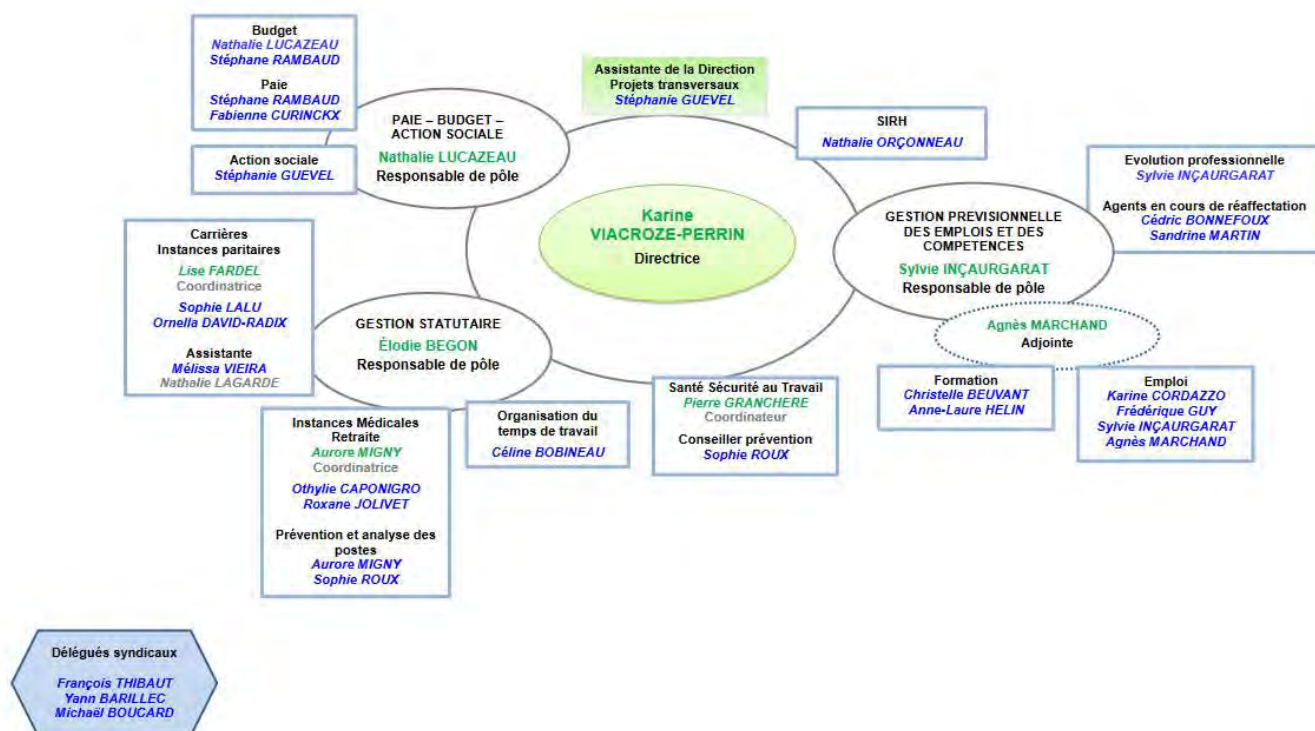 Budget
Nathalie LUCAZEAU
Stéphane RAMBAUD
Paie
Stéphane RAMBAUD
Fabienne CURINCKX
Action sociale
Stéphanie GUEVEL
PAIE – BUDGET –
ACTION SOCIALE
Nathalie LUCAZEAU
Responsable de pôle
Assistante de la Direction
Projets transversaux
Stéphanie GUEVEL
SIRH
Nathalie ORÇONNEAU
Karine
VIACROZE-PERRIN
Directrice
GESTION PREVISIONNELLE
DES EMPLOIS ET DES
COMPETENCES
Sylvie INÇAURGARAT
Responsable de pôle
Evolution professionnelle
Sylvie INÇAURGARAT
Agents en cours de réaffectation
Cédric BONNEFOUX
Sandrine MARTIN
Agnès MARCHAND
Adjointe
Formation
Christelle BEUVANT
Anne-Laure HELIN
Emploi
Karine CORDAZZO
Frédérique GUY
Sylvie INÇAURGARAT
Agnès MARCHAND
Carrières
Instances paritaires
Lise FARDEL
Coordinatrice
Sophie LALU
Ornella DAVID-RADIX
Assistante
Mélissa VIEIRA
Nathalie LAGARDE
GESTION STATUTAIRE
Élodie BEGON
Responsable de pôle
Instances Médicales
Retraite
Aurore MIGNY
Coordinatrice
Othylie CAPONIGRO
Roxane JOLIVET
Prévention et analyse des
postes
Aurore MIGNY
Sophie ROUX
Organisation du
temps de travail
Céline BOBINEAU
Santé Sécurité au Travail
Pierre GRANCHERE
Coordinateur
Conseiller prévention
Sophie ROUX
Délégués syndicaux
François THIBAUT
Yann BARILLEC
Michaël BOUCARD